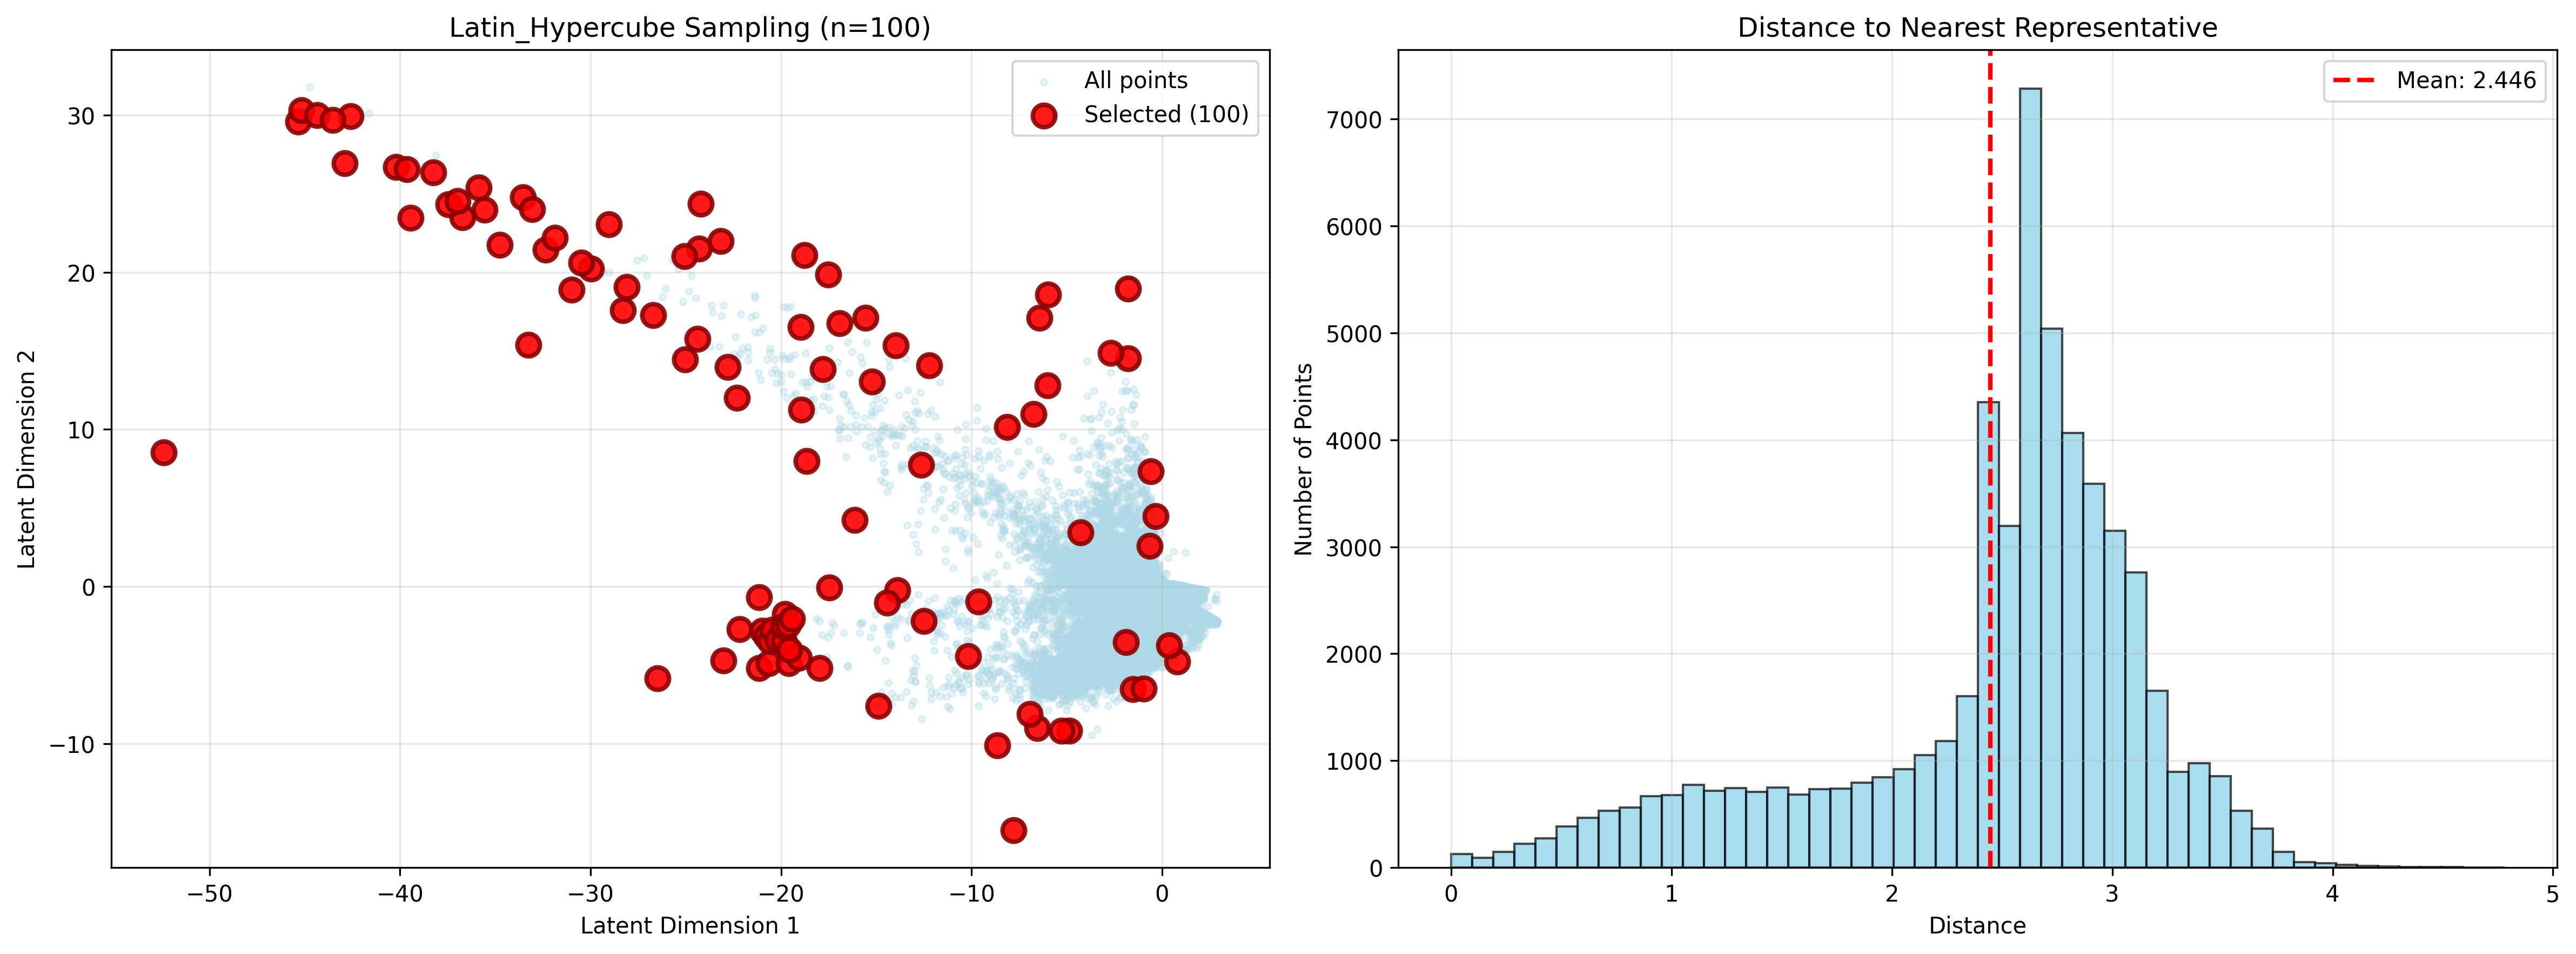 Latin_Hypercube Sampling (n=100)
All points
Selected (100)
30
20
10
0
−10
Latent Dimension 2
−50
−40
−30
−20
−10
0
Latent Dimension 1
Distance to Nearest Representative
Mean: 2.446
7000
6000
5000
4000
3000
2000
1000
0
Number of Points
0
1
2
3
4
5
Distance